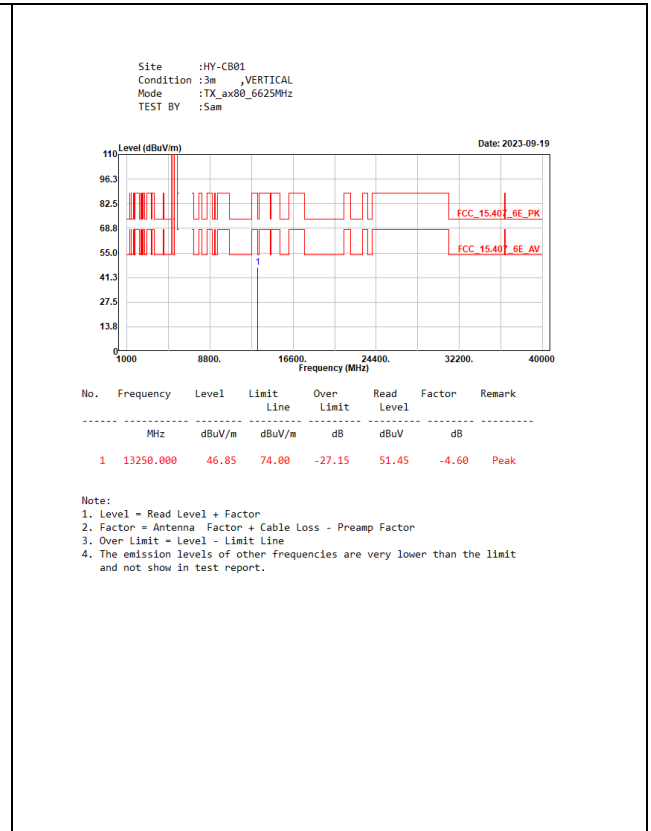 Site :HY-CB01
Condition :3m ,VERTICAL
Mode :TX_ax80_6625MHz
TEST BY :Sam
Level (dBuV/m) Date: 2023-09-19
110
96.3
82.5
FCC_15.407_6E_PK
68.8
55.0 FCC_15.407_6E_AV
1
41.3
27.5
13.8
0
1000 8800. 16600. 24400. 32200. 40000
Frequency (MHz)
No. Frequency Level Limit Over Read Factor Remark
Line Limit Level
------ ----------- -------- -------- --------- --------- -------- ---------
MHz dBuV/m dBuV/m dB dBuV dB
1 13250.000 46.85 74.00 -27.15 51.45 -4.60 Peak
Note:
1. Level = Read Level + Factor
2. Factor = Antenna Factor + Cable Loss - Preamp Factor
3. Over Limit = Level - Limit Line
4. The emission levels of other frequencies are very lower than the limit
and not show in test report.